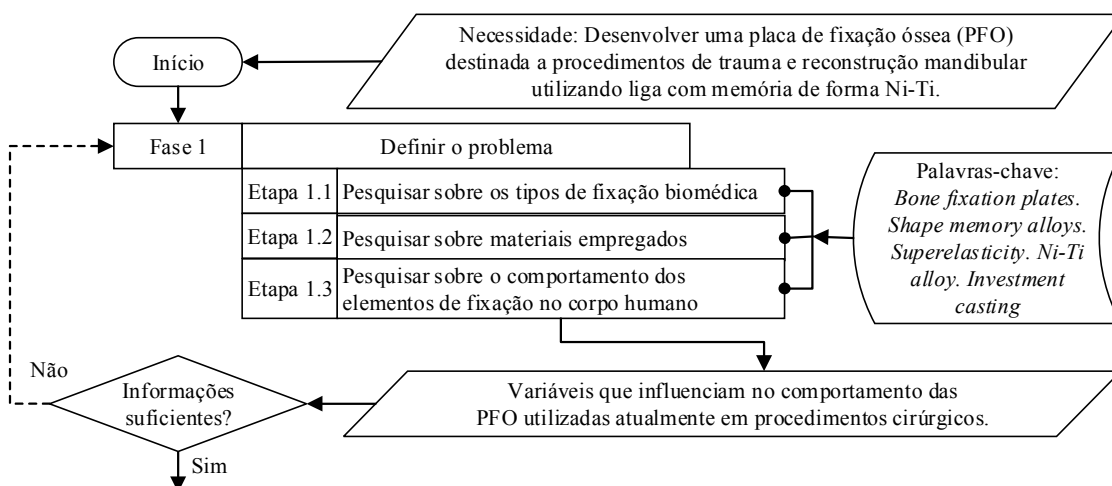 Necessidade: Desenvolver uma placa de fixação óssea (PFO)
destinada a procedimentos de trauma e reconstrução mandibular
utilizando liga com memória de forma Ni-Ti.
Início
Fase 1
Definir o problema
Etapa 1.1
Pesquisar sobre os tipos de fixação biomédica
Etapa 1.2
Pesquisar sobre materiais empregados
Etapa 1.3
Pesquisar sobre o comportamento dos
elementos de fixação no corpo humano
Palavras-chave:
Bone fixation plates.
Shape memory alloys.
Superelasticity. Ni-Ti
alloy. Investment
casting
Variáveis que influenciam no comportamento das
PFO utilizadas atualmente em procedimentos cirúrgicos.
Informações
suficientes?
Não
Sim